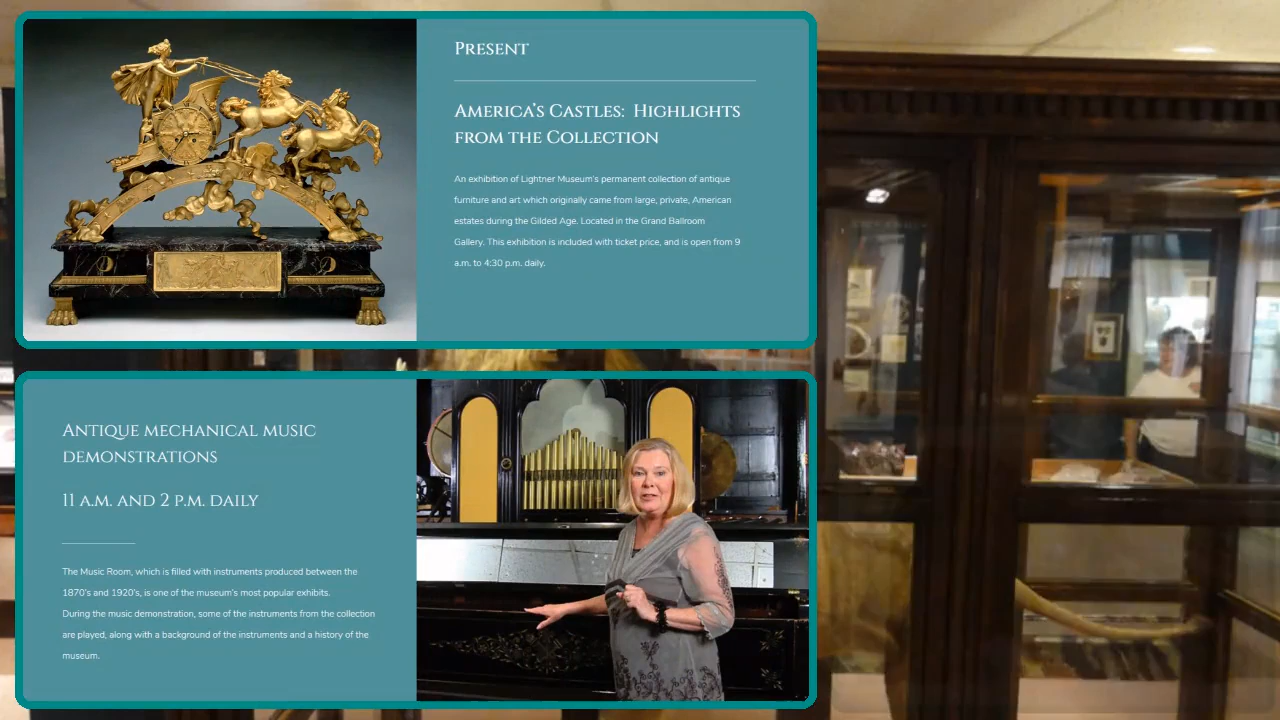 PRESENT
AMERICA'S CASTLES: HIGHLIGHTS
FROM THE COLLECTION
An exhibition of Lightner Museum's permanent collection of antique
furniture and art which originally came from large, private, American
estates during the Gilded Age. Located in the Grand Ballroom
Gallery. This exhibition is included with ticket price, and is open from 9
a.m. to 4:30 p.m. daily.
ANTIQUE MECHANICAL MUSIC
DEMONSTRATIONS
11 A.M. AND 2 P.M. DAILY
The Music Room, which is filled with instruments produced between the
1870's and 1920's, is one of the museum's most popular exhibits.
During the music demonstration, some of the instruments from the collection
are played, along with a background of the instruments and a history of the
museum.